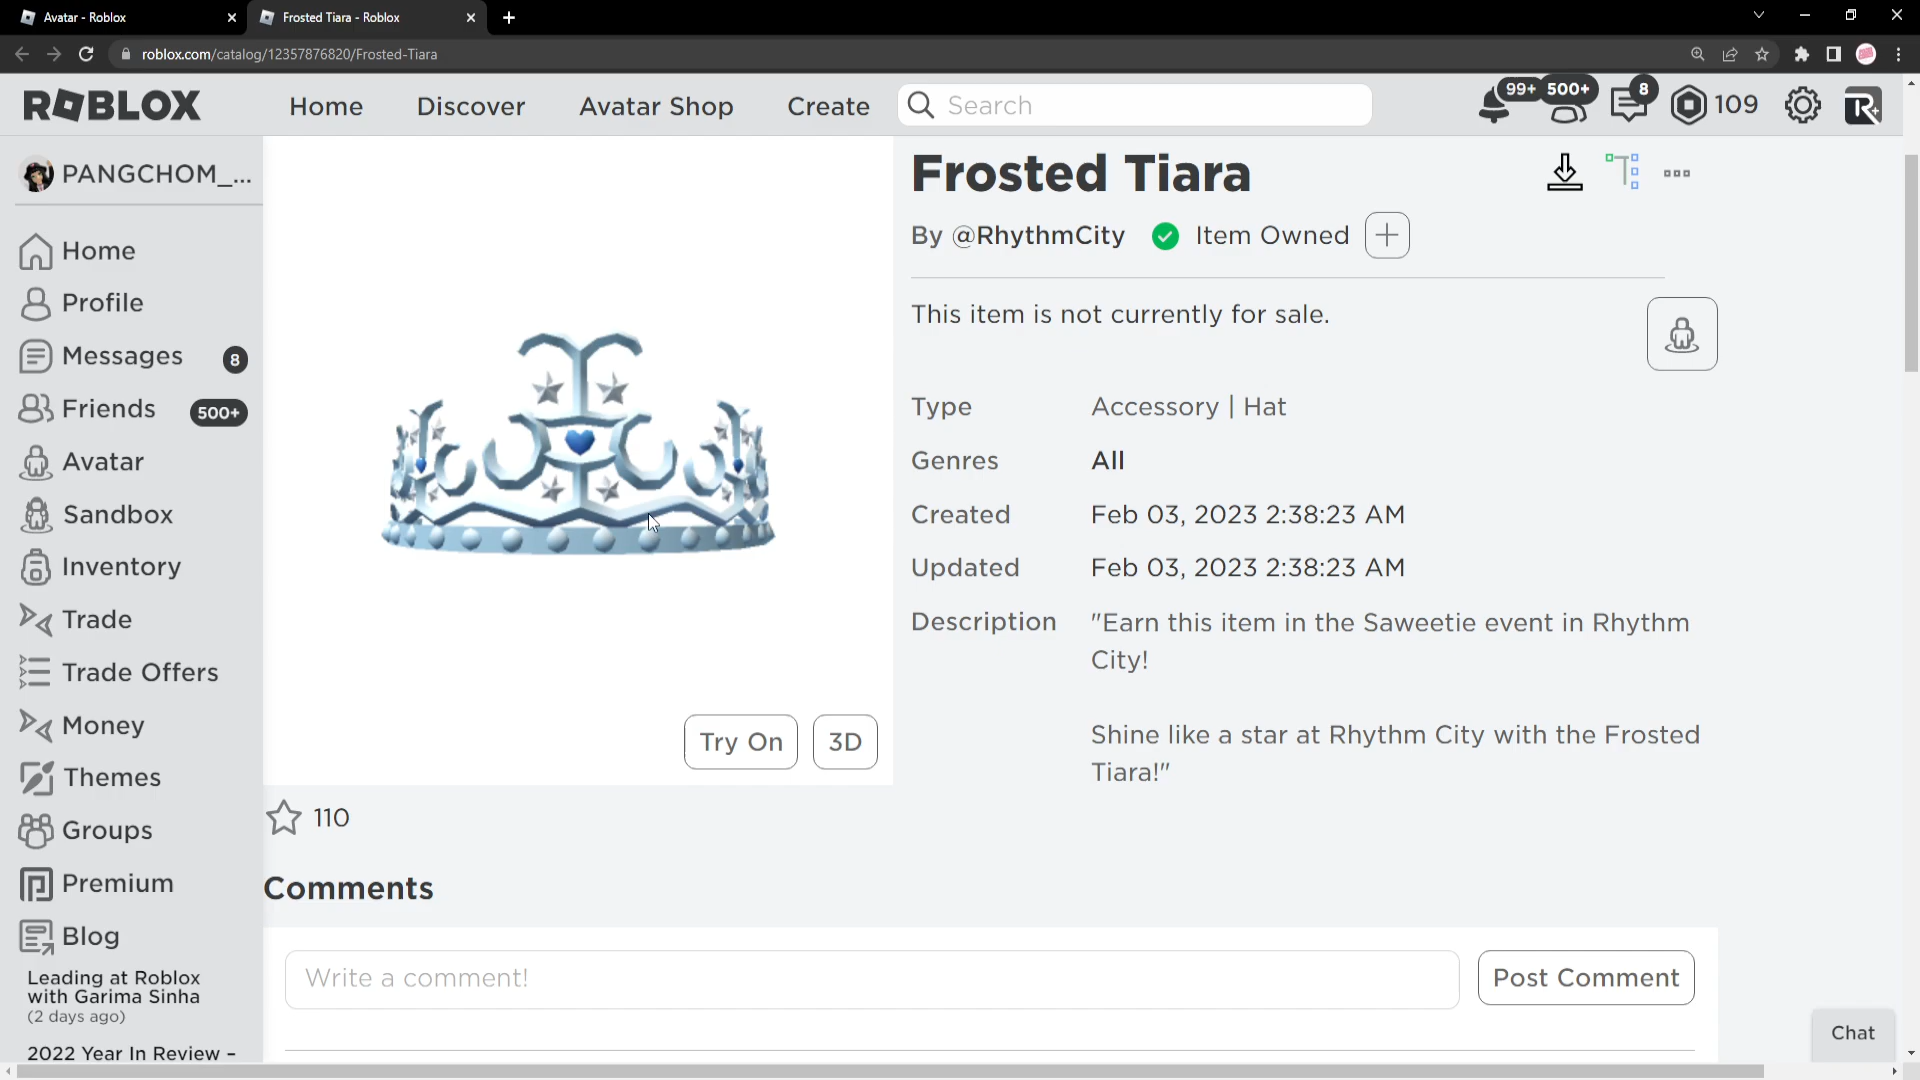 Avatar - Roblox
Frosted Tiara - Roblox
roblox.com/catalog/12357876820/Frosted-Tiara
ROBLOX
Home
Discover
Avatar Shop
Create
Search
99+
500+
8
109
PANGCHOM_...
Home
Profile
Messages
8
Friends
500+
Avatar
Sandbox
Inventory
Trade
Trade Offers
Money
Themes
Groups
Premium
Blog
Leading at Roblox
with Garima Sinha
(2 days ago)
2022 Year In Review –
Try On
3D
110
Frosted Tiara
By @RhythmCity
Item Owned
This item is not currently for sale.
Type
Accessory | Hat
Genres
All
Created
Feb 03, 2023 2:38:23 AM
Updated
Feb 03, 2023 2:38:23 AM
Description
"Earn this item in the Saweetie event in Rhythm
City!
Shine like a star at Rhythm City with the Frosted
Tiara!"
Comments
Write a comment!
Post Comment
Chat